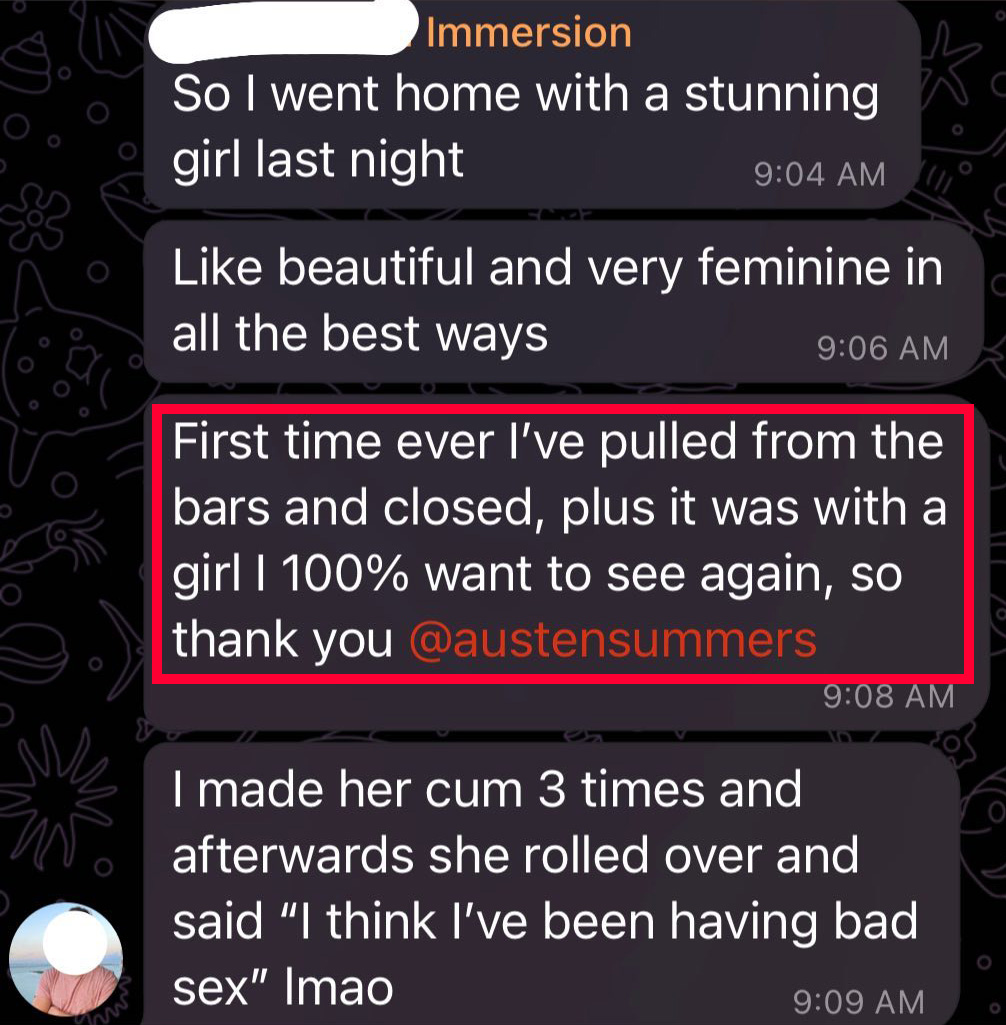 Immersion
So I went home with a stunning
girl last night
9:04 AM
Like beautiful and very feminine in
all the best ways
9:06 AM
First time ever I’ve pulled from the
bars and closed, plus it was with a
girl I 100% want to see again, so
thank you @austensummers
9:08 AM
I made her cum 3 times and
afterwards she rolled over and
said “I think I’ve been having bad
sex” lmao
9:09 AM